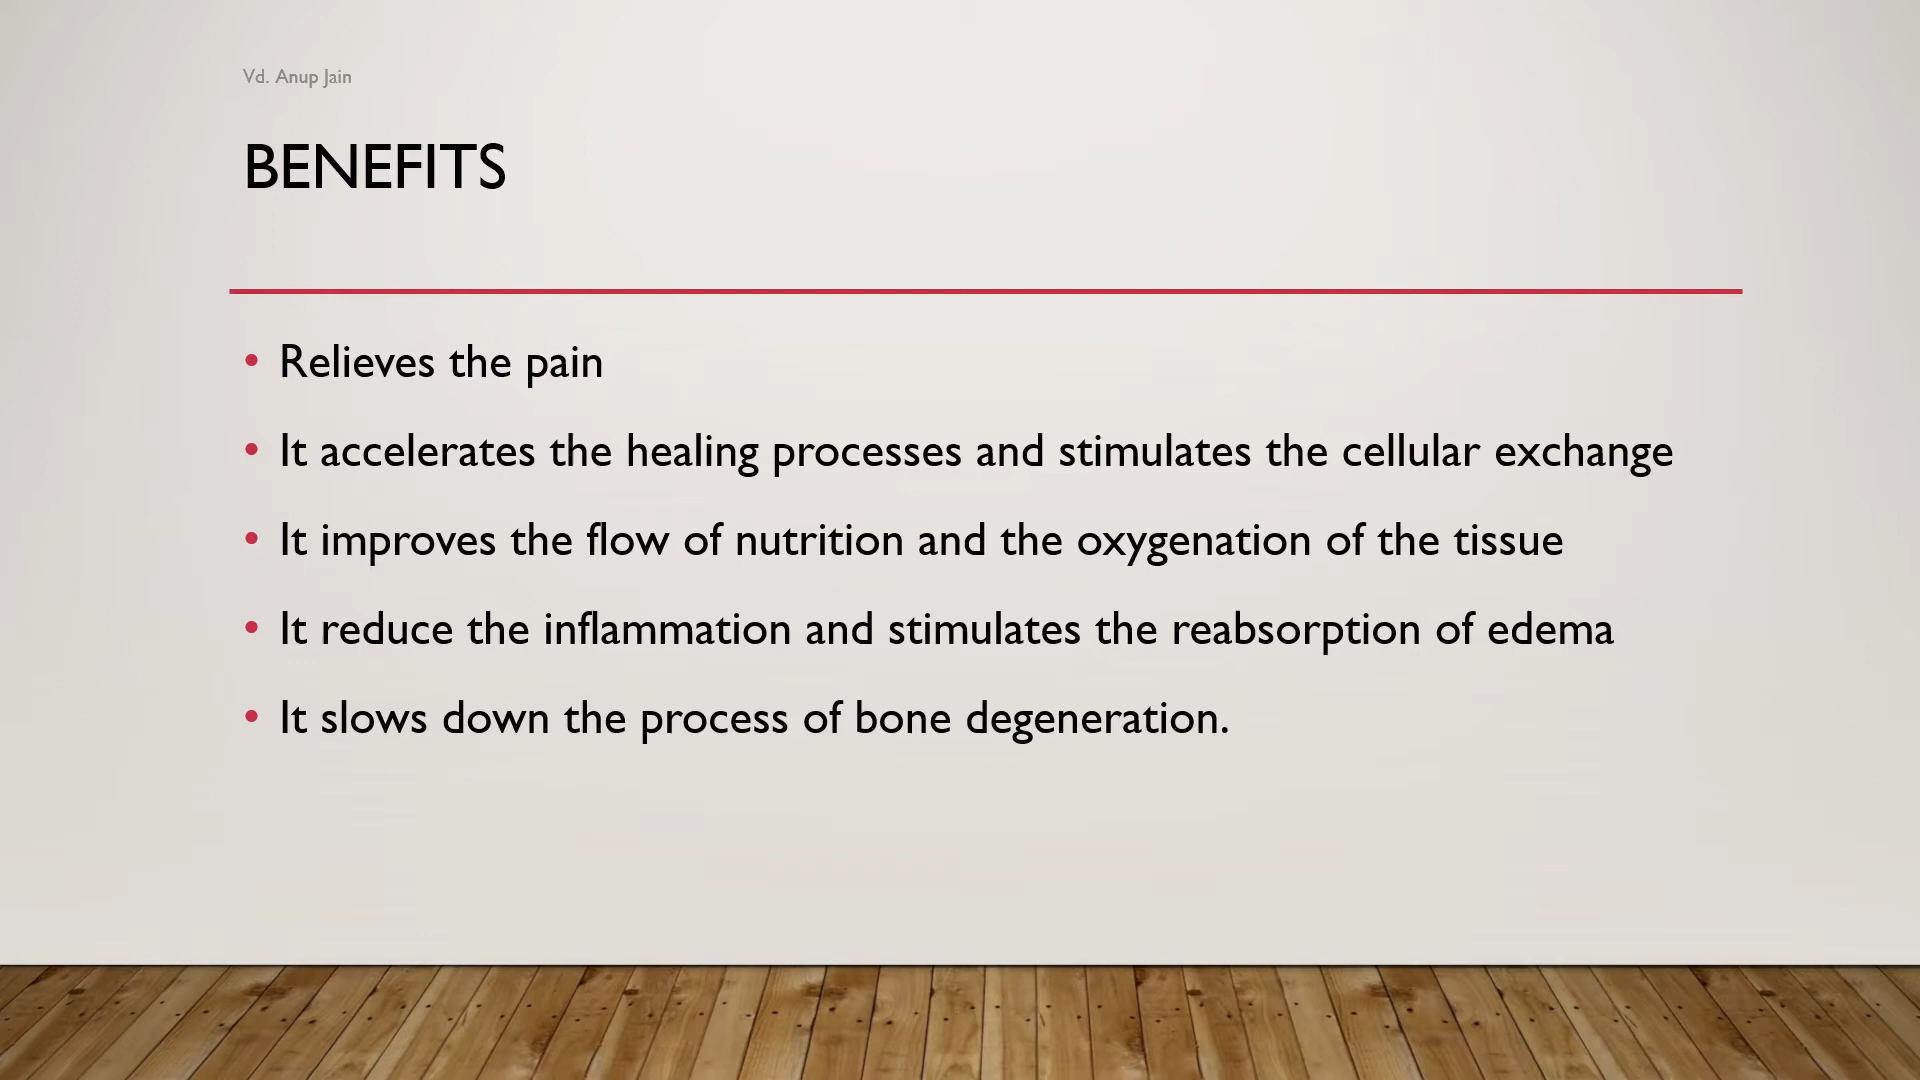 Vd. Anup Jain
BENEFITS
• Relieves the pain
• It accelerates the healing processes and stimulates the cellular exchange
• It improves the flow of nutrition and the oxygenation of the tissue
• It reduce the inflammation and stimulates the reabsorption of edema
• It slows down the process of bone degeneration.